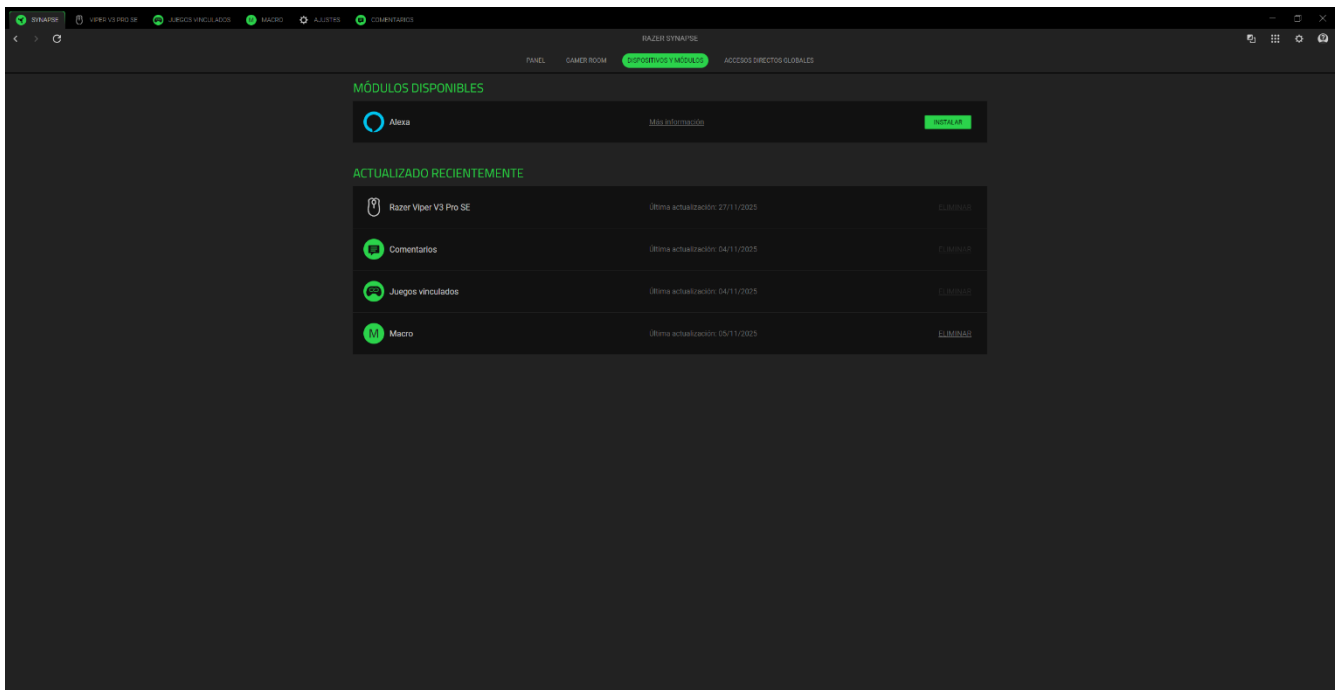 SYNAPSE VIPER V3 PRO SE JUEGOS VINCULADOS MACRO AJUSTES COMENTARIOS
RAZER SYNAPSE
PANEL GAMER ROOM DISPOSITIVOS Y MÓDULOS ACCESOS DIRECTOS GLOBALES
MÓDULOS DISPONIBLES
Alexa Más información INSTALAR
ACTUALIZADO RECIENTEMENTE
Razer Viper V3 Pro SE Última actualización: 27/11/2025 ELIMINAR
Comentarios Última actualización: 04/11/2025 ELIMINAR
Juegos vinculados Última actualización: 04/11/2025 ELIMINAR
M Macro Última actualización: 05/11/2025 ELIMINAR